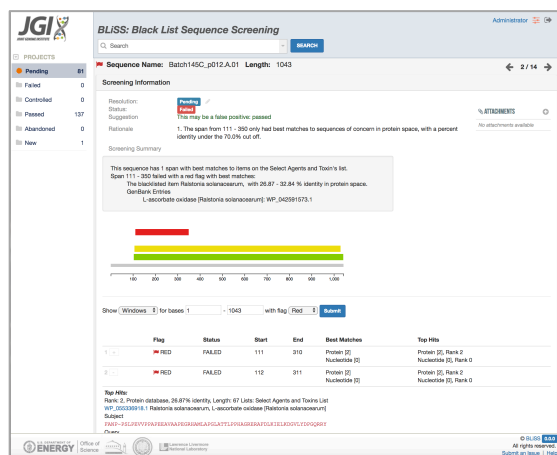 JGI
JOINT GENOME INSTITUTE
BLiSS: Black List Sequence Screening
Administrator
Search
SEARCH
PROJECTS
Pending 81
Failed 0
Controlled 0
Passed 137
Abandoned 0
New 1
Sequence Name: Batch145C_p012.A.01 Length: 1043
2 / 14
Screening Information
Resolution: Pending
Status: Failed
Suggestion This may be a false positive: passed
Rationale 1. The span from 111 - 350 only had best matches to sequences of concern in protein space, with a percent
identity under the 70.0% cut off.
ATTACHMENTS
No attachments available
Screening Summary
This sequence has 1 span with best matches to items on the Select Agents and Toxin's list.
Span 111 - 350 failed with a red flag with best matches:
The blacklisted item Ralstonia solanacearum, with 26.87 - 32.84 % identity in protein space.
GenBank Entries
L-ascorbate oxidase [Ralstonia solanacearum]: WP_042591573.1
100 200 300 400 500 600 700 800 900 1,000
Show Windows for bases 1 - 1043 with flag Red Submit
Flag Status Start End Best Matches Top Hits
1 - RED FAILED 111 310 Protein [2] Protein [2], Rank 2
Nucleotide [0] Nucleotide [0], Rank 0
2 RED FAILED 112 311 Protein [2] Protein [2], Rank 2
Nucleotide [0] Nucleotide [0], Rank 0
Top Hits:
Rank: 2, Protein database, 26.87% identity, Length: 67 Lists: Select Agents and Toxins List
WP_055336918.1 Ralstonia solanacearum, L-ascorbate oxidase [Ralstonia solanacearum]
Subject
Query
U.S. DEPARTMENT OF
ENERGY
Office of
Science
Lawrence Livermore
National Laboratory
© BLiSS 0.0.0
All rights reserved.
Submit an Issue | Help